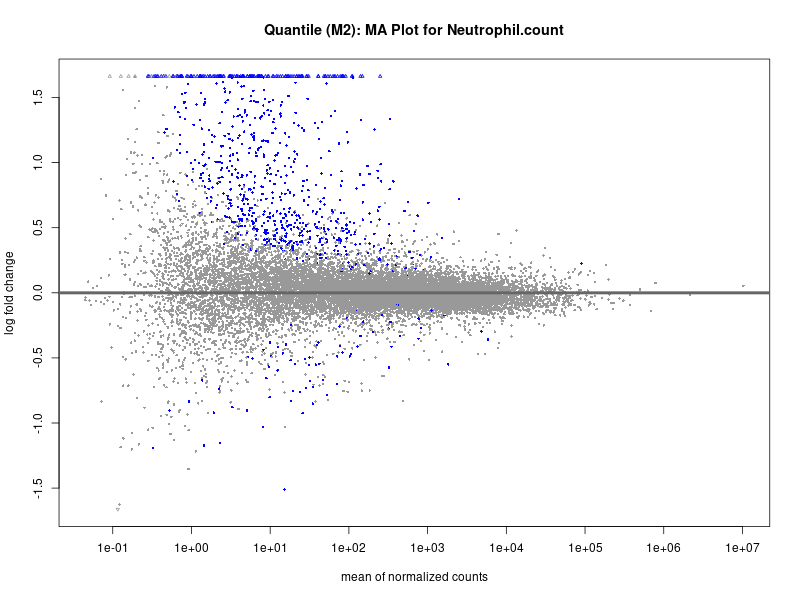 Quantile (M2): MA Plot for Neutrophil.count
log fold change
1.5
1.0
0.5
0.0
-0.5
-1.0
-1.5
1e-01 1e+00 1e+01 1e+02 1e+03 1e+04 1e+05 1e+06 1e+07
mean of normalized counts